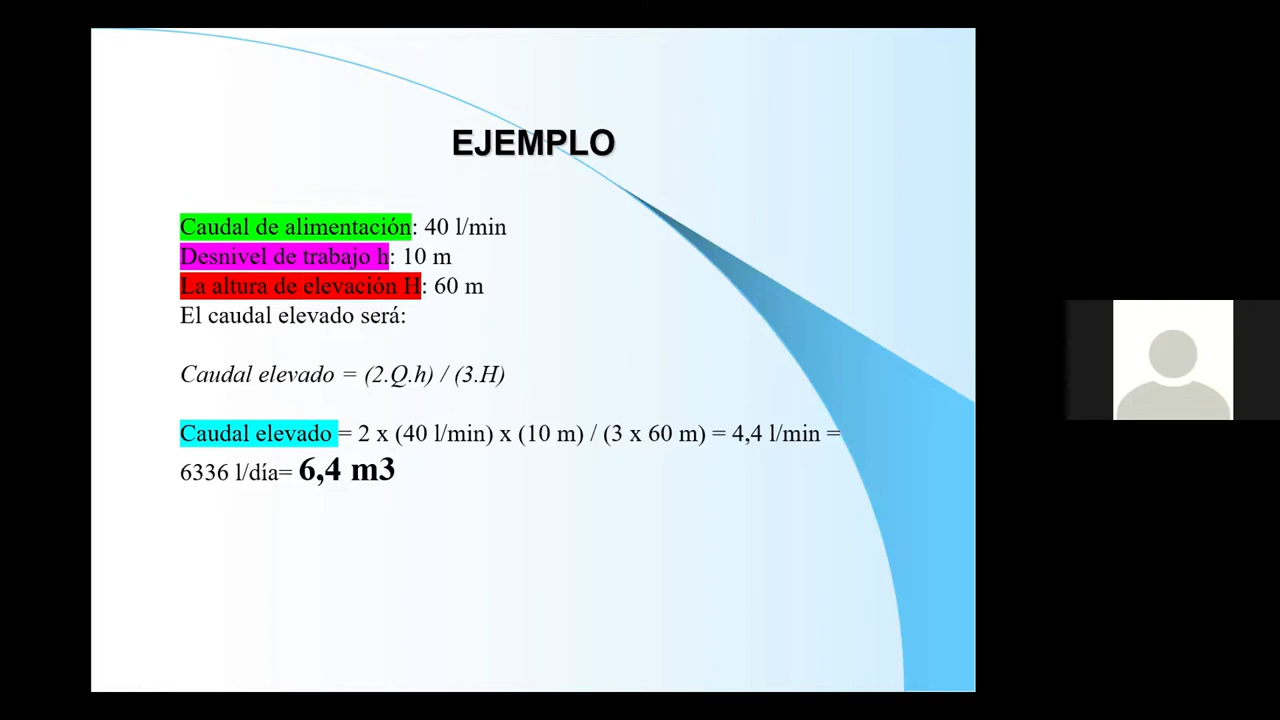 EJEMPLO
Caudal de alimentación: 40 l/min
Desnivel de trabajo h: 10 m
La altura de elevación H: 60 m
El caudal elevado será:
Caudal elevado = (2.Q.h) / (3.H)
Caudal elevado = 2 x (40 l/min) x (10 m) / (3 x 60 m) = 4,4 l/min =
6336 l/día= 6,4 m3